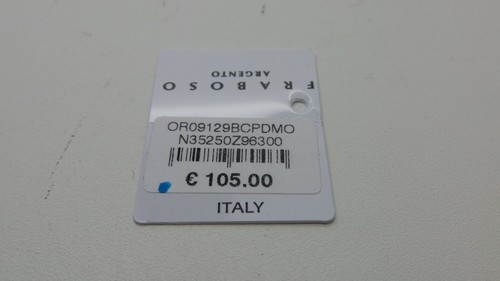 FRABOSO
ARGENTO
OR09129BCPDMO
N35250Z96300
€ 105.00
ITALY